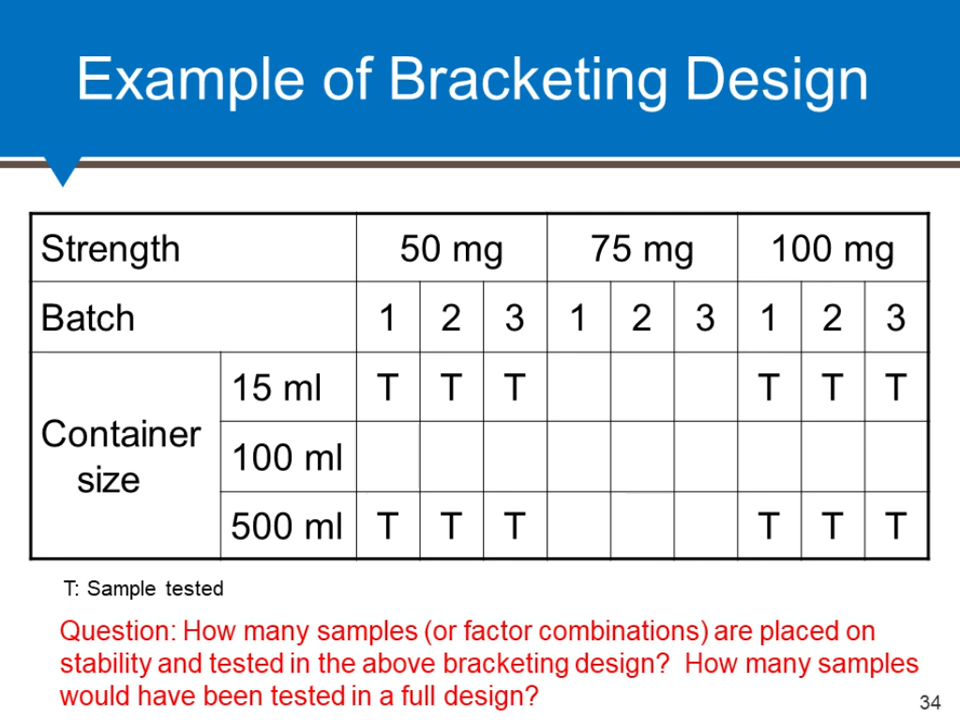 Example of Bracketing Design
Strength 50 mg 75 mg 100 mg
Batch 1 2 3 1 2 3 1 2 3
Container size
15 ml T T T T T T
100 ml
500 ml T T T T T T
T: Sample tested
Question: How many samples (or factor combinations) are placed on
stability and tested in the above bracketing design?  How many samples
would have been tested in a full design?
34